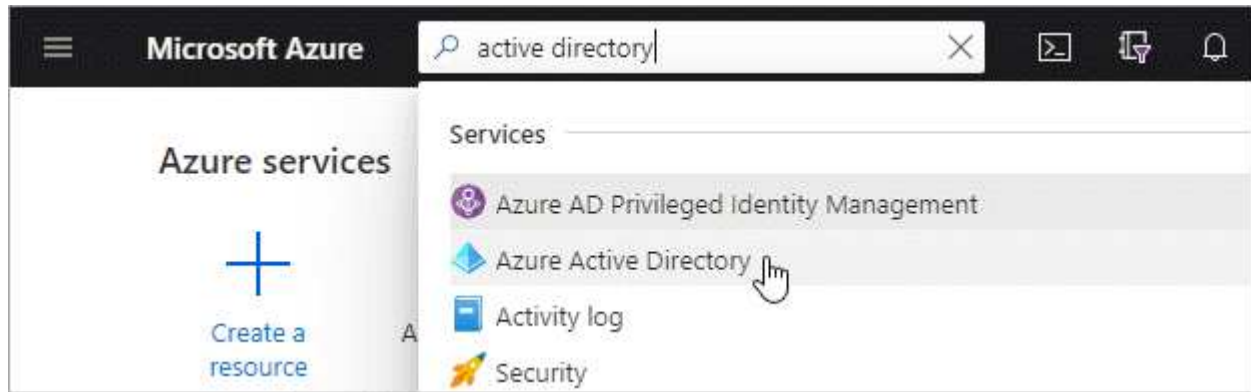 Microsoft Azure
active directory
Services
Azure services
Azure AD Privileged Identity Management
Azure Active Directory
Activity log
Security
Create a
resource
A